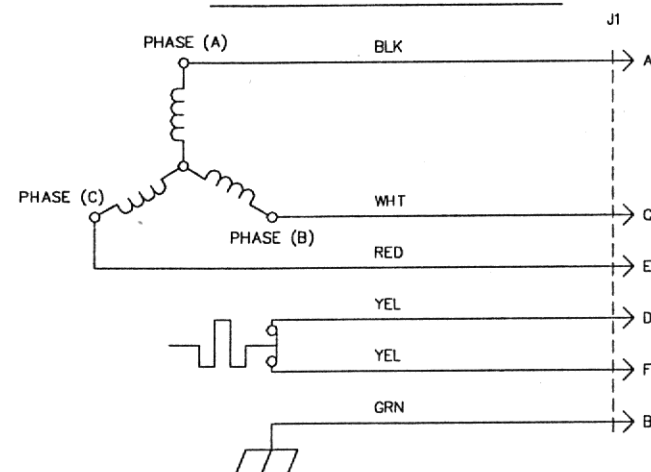 J1
PHASE (A)
BLK
A
PHASE (C)
WHT
C
PHASE (B)
RED
E
YEL
D
YEL
F
GRN
B